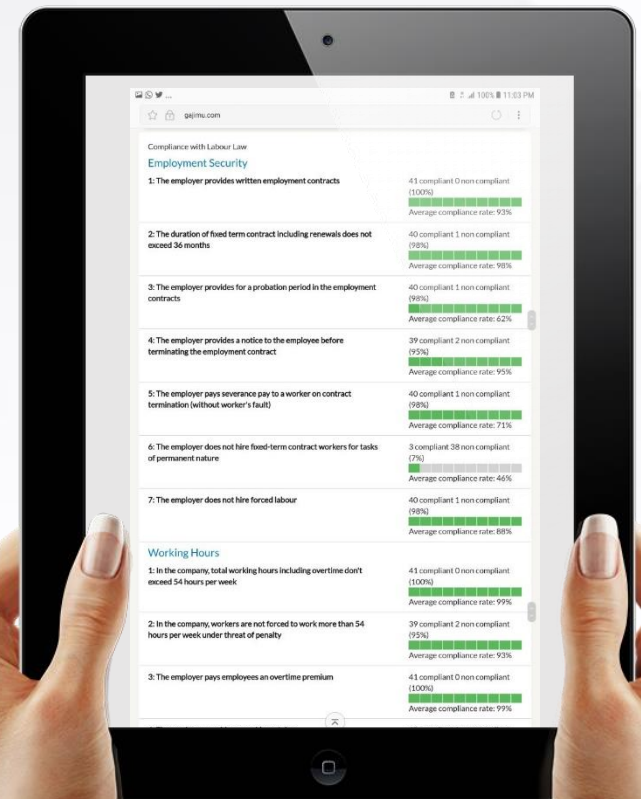 100% 11:03 PM
gajimu.com
Compliance with Labour Law
Employment Security
1: The employer provides written employment contracts
41 compliant 0 non compliant
(100%)
Average compliance rate: 93%
2: The duration of fixed term contract including renewals does not
exceed 36 months
40 compliant 1 non compliant
(98%)
Average compliance rate: 98%
3: The employer provides for a probation period in the employment
contracts
40 compliant 1 non compliant
(98%)
Average compliance rate: 62%
4: The employer provides a notice to the employee before
terminating the employment contract
39 compliant 2 non compliant
(95%)
Average compliance rate: 95%
5: The employer pays severance pay to a worker on contract
termination (without worker's fault)
40 compliant 1 non compliant
(98%)
Average compliance rate: 71%
6: The employer does not hire fixed-term contract workers for tasks
of permanent nature
3 compliant 38 non compliant
(7%)
Average compliance rate: 46%
7: The employer does not hire forced labour
40 compliant 1 non compliant
(98%)
Average compliance rate: 88%
Working Hours
1: In the company, total working hours including overtime don't
exceed 54 hours per week
41 compliant 0 non compliant
(100%)
Average compliance rate: 99%
2: In the company, workers are not forced to work more than 54
hours per week under threat of penalty
39 compliant 2 non compliant
(95%)
Average compliance rate: 93%
3: The employer pays employees an overtime premium
41 compliant 0 non compliant
(100%)
Average compliance rate: 99%